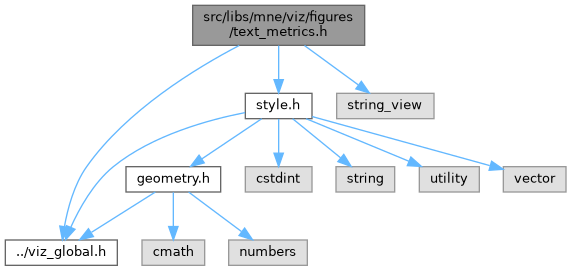 src/libs/mne/viz/figures
/text_metrics.h
style.h
string_view
geometry.h
cstdint
string
utility
vector
../viz_global.h
cmath
numbers